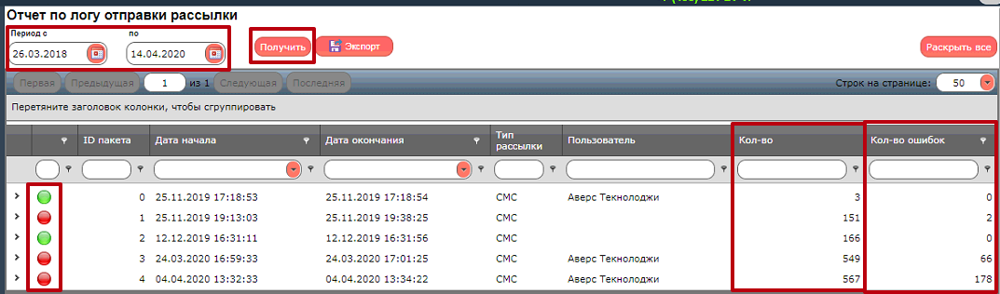 Отчет по логу отправки рассылки
Период с по
26.03.2018 14.04.2020 Получить Экспорт Раскрыть все
Первая Предыдущая 1 из 1 Следующая Последняя Строк на странице: 50
Перетяните заголовок колонки, чтобы сгруппировать
ID пакета Дата начала Дата окончания Тип рассылки Пользователь Кол-во Кол-во ошибок
0 25.11.2019 17:18:53 25.11.2019 17:18:54 СМС Аверс Текнолоджи 3 0
1 25.11.2019 19:13:03 25.11.2019 19:38:25 СМС 151 2
2 12.12.2019 16:31:11 12.12.2019 16:31:56 СМС 166 0
3 24.03.2020 16:59:33 24.03.2020 17:01:25 СМС Аверс Текнолоджи 549 66
4 04.04.2020 13:32:33 04.04.2020 13:34:22 СМС Аверс Текнолоджи 567 178